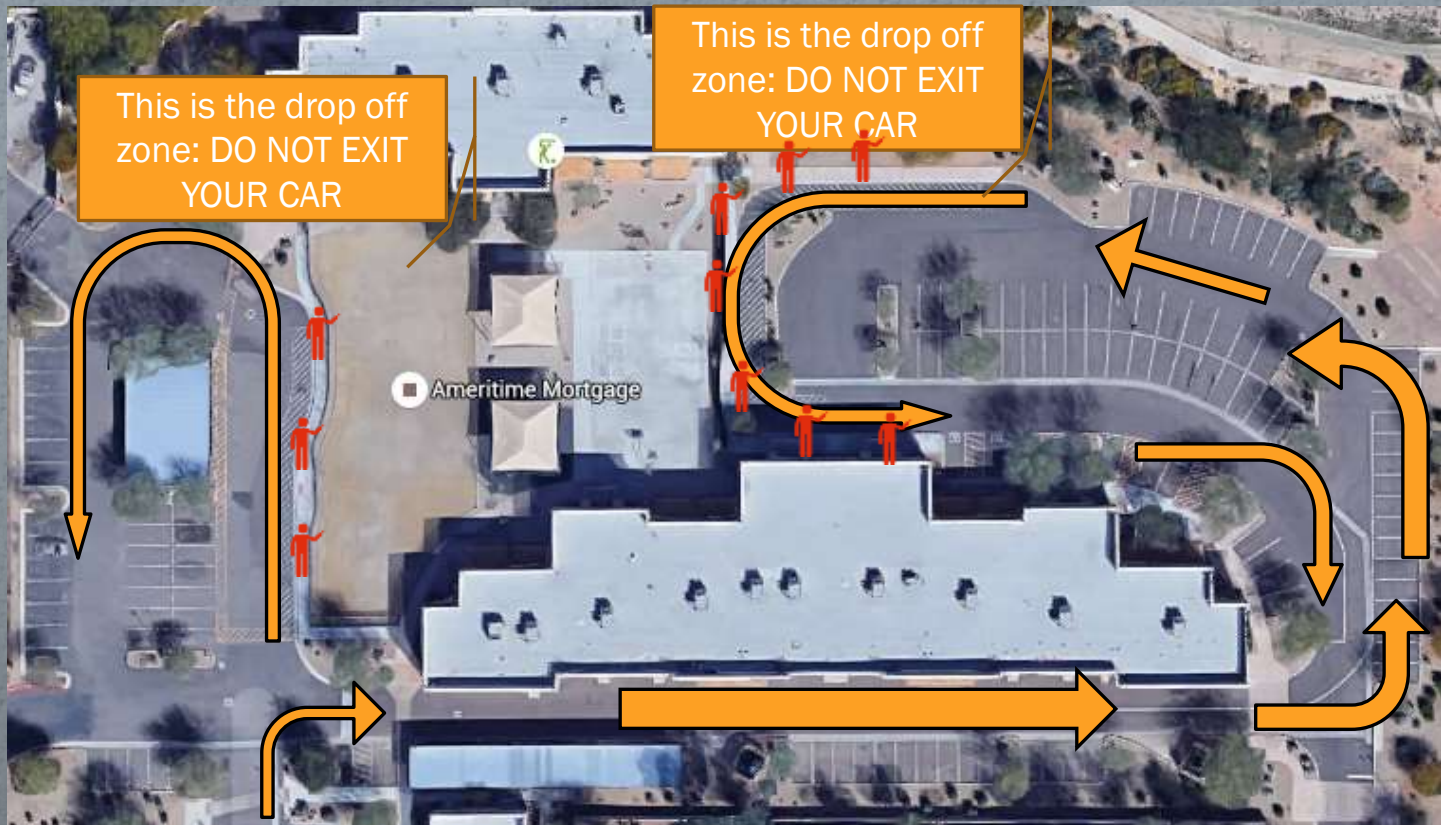 This is the drop off
zone: DO NOT EXIT
YOUR CAR
This is the drop off
zone: DO NOT EXIT
YOUR CAR
Ameritime Mortgage